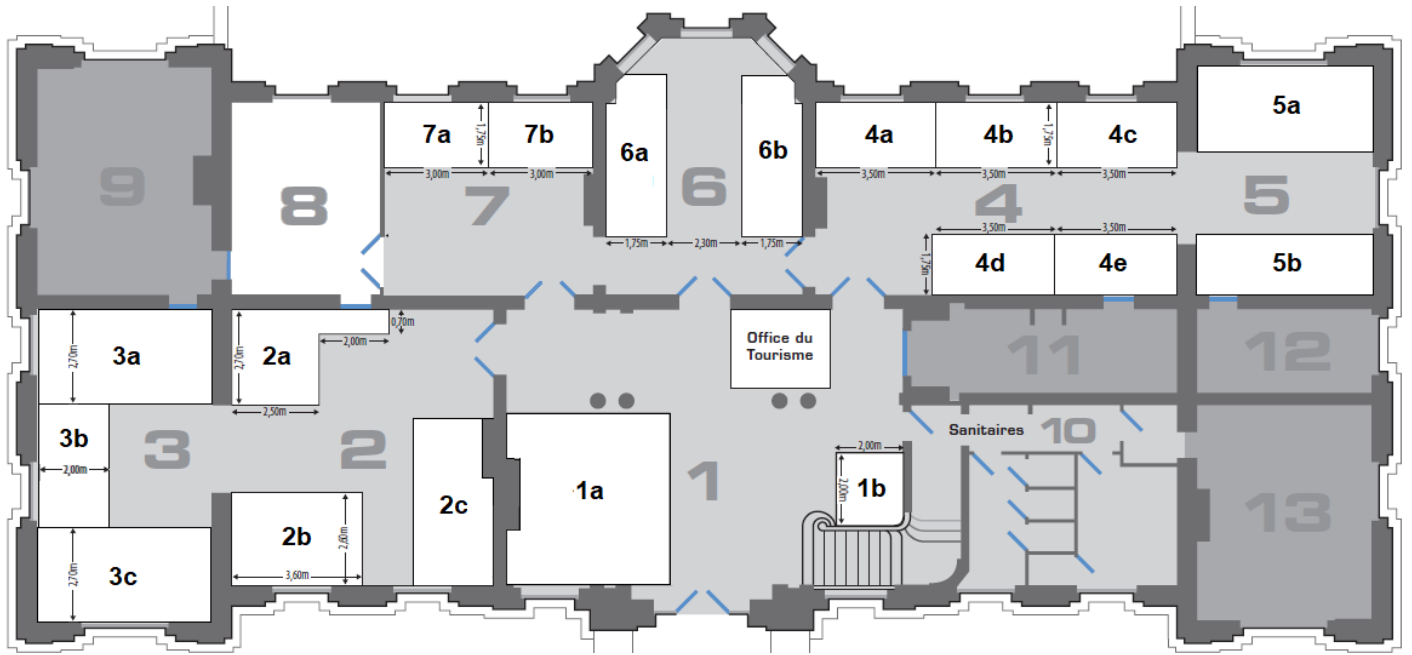 5a
7a
7b
4a
4b
4c
1,75m
1,75m
6a
6b
3,00m
3,00m
3,50m
3,50m
3,50m
9
8
7
6
4
5
3,50m
3,50m
1,75m
2,30m
1,75m
1,75m
4d
4e
5b
0,70m
3a
2,70m
2a
2,70m
2,00m
Office du
Tourisme
11
12
2,50m
3b
2,00m
3
2
Sanitaires
10
2,00m
2,00m
1b
1a
1
2c
13
2b
2,60m
3,60m
3c
2,70m